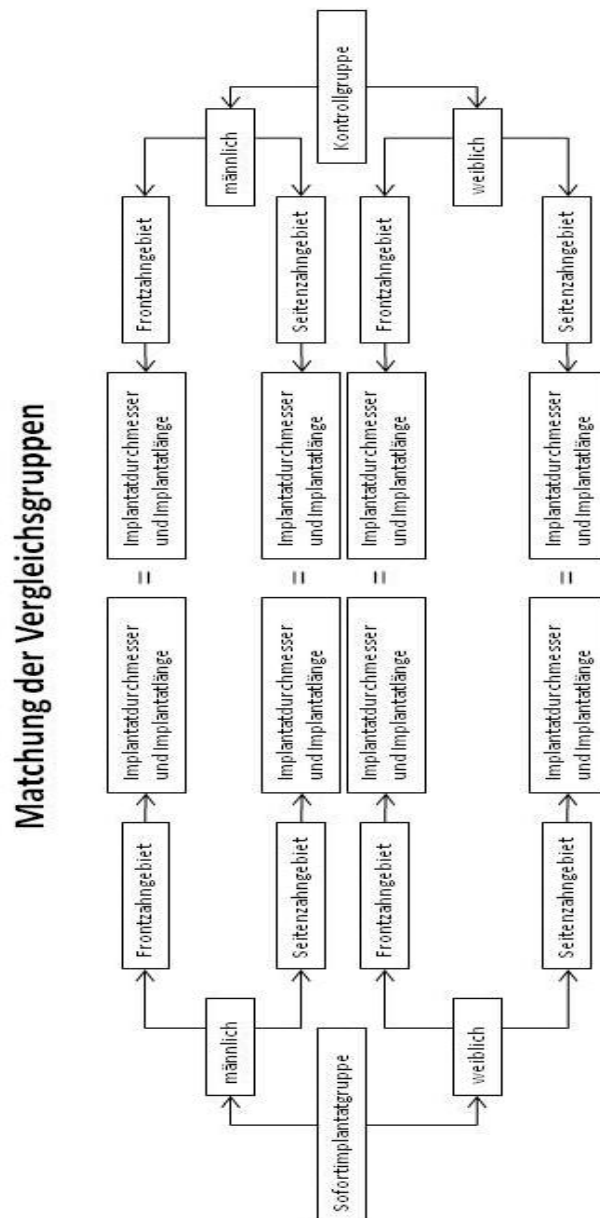 Matchung der Vergleichsgruppen
Frontzahngebiet
Implantatdurchmesser
und Implantatlänge
=
Implantatdurchmesser
und Implantatlänge
Frontzahngebiet
männlich
männlich
Seitenzahngebiet
Implantatdurchmesser
und Implantatlänge
=
Implantatdurchmesser
und Implantatlänge
Seitenzahngebiet
Sofortimplantatgruppe
Kontrollgruppe
Frontzahngebiet
Implantatdurchmesser
und Implantatlänge
=
Implantatdurchmesser
und Implantatlänge
Frontzahngebiet
weiblich
weiblich
Seitenzahngebiet
Implantatdurchmesser
und Implantatlänge
=
Implantatdurchmesser
und Implantatlänge
Seitenzahngebiet